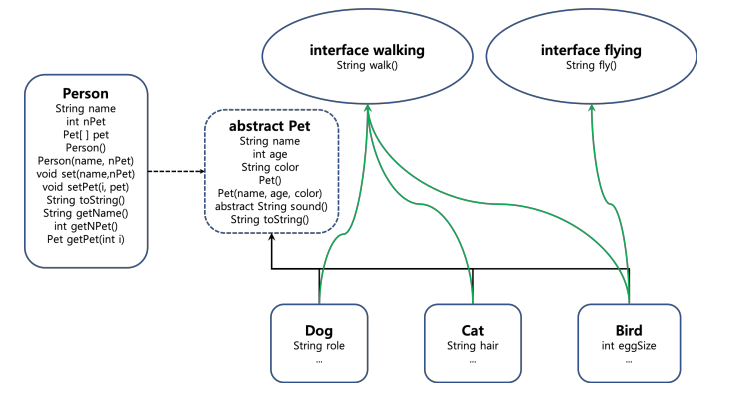 interface walking
String walk()
interface flying
String fly()
Person
String name
int nPet
Pet[ ] pet
Person()
Person(name, nPet)
void set(name,nPet)
void setPet(i, pet)
String toString()
String getName()
int getNPet()
Pet getPet(int i)
abstract Pet
String name
int age
String color
Pet()
Pet(name, age, color)
abstract String sound()
String toString()
Dog
String role
...
Cat
String hair
...
Bird
int eggSize
...